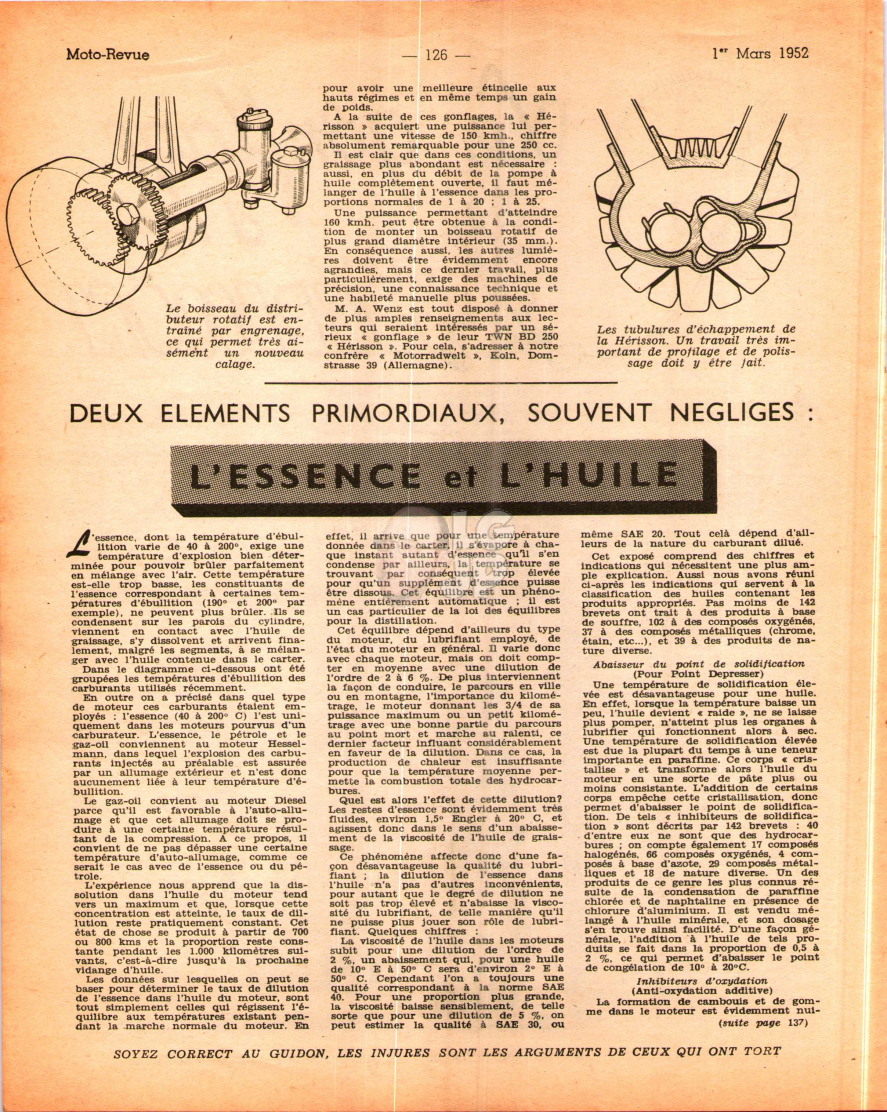 Moto-Revue
— 126 —
1er Mars 1952
Le boisseau du distri-
buteur rotatif est en-
traîné par engrenage,
ce qui permet très ai-
sément un nouveau
calage.
pour avoir une meilleure étincelle aux
hauts régimes et en même temps un gain
de poids.
A la suite de ces gonflages, la « Hé-
risson » acquiert une puissance lui per-
mettant une vitesse de 150 kmh., chiffre
absolument remarquable pour une 250 cc.
Il est clair que dans ces conditions, un
graissage plus abondant est nécessaire :
aussi, en plus du débit de la pompe à
huile complètement ouverte, il faut mé-
langer de l'huile à l'essence dans les pro-
portions normales de 1 à 20 ; 1 à 25.
Une puissance permettant d'atteindre
160 kmh. peut être obtenue à la condi-
tion de monter un boisseau rotatif de
plus grand diamètre intérieur (35 mm.).
En conséquence aussi, les autres lumiè-
res doivent être évidemment encore
agrandies, mais ce dernier travail, plus
particulièrement, exige des machines de
précision, une connaissance technique et
une habileté manuelle plus poussées.
M. A. Wenz est tout disposé à donner
de plus amples renseignements aux lec-
teurs qui seraient intéressés par un sé-
rieux « gonflage » de leur TWN BD 250
« Hérisson ». Pour cela, s'adresser à notre
confrère « Motorradwelt », Koln, Dom-
strasse 39 (Allemagne).
Les tubulures d'échappement de
la Hérisson. Un travail très im-
portant de profilage et de polis-
sage doit y être fait.
DEUX ELEMENTS PRIMORDIAUX, SOUVENT NEGLIGES :
L'ESSENCE et L'HUILE
L'essence, dont la température d'ébul-
lition varie de 40 à 200°, exige une
température d'explosion bien déter-
minée pour pouvoir brûler parfaitement
en mélange avec l'air. Cette température
est-elle trop basse, les constituants de
l'essence correspondant à certaines tem-
pératures d'ébullition (190° et 200° par
exemple), ne peuvent plus brûler. Ils se
condensent sur les parois du cylindre,
viennent en contact avec l'huile de
graissage, s'y dissolvent et arrivent fina-
lement, malgré les segments, à se mélan-
ger avec l'huile contenue dans le carter.
Dans le diagramme ci-dessous ont été
groupées les températures d'ébullition des
carburants utilisés récemment.
En outre on a précisé dans quel type
de moteur ces carburants étaient em-
ployés : l'essence (40 à 200° C) l'est uni-
quement dans les moteurs pourvus d'un
carburateur. L'essence, le pétrole et le
gaz-oil conviennent au moteur Hessel-
mann, dans lequel l'explosion des carbu-
rants injectés au préalable est assurée
par un allumage extérieur et n'est donc
aucunement liée à leur température d'é-
bullition.
Le gaz-oil convient au moteur Diesel
parce qu'il est favorable à l'auto-allu-
mage et que cet allumage doit se pro-
duire à une certaine température résul-
tant de la compression. A ce propos, il
convient de ne pas dépasser une certaine
température d'auto-allumage, comme ce
serait le cas avec de l'essence ou du pé-
trole.
L'expérience nous apprend que la dis-
solution dans l'huile du moteur tend
vers un maximum et que, lorsque cette
concentration est atteinte, le taux de dil-
lution reste pratiquement constant. Cet
état de chose se produit à partir de 700
ou 800 kms et la proportion reste cons-
tante pendant les 1.000 kilomètres sui-
vants, c'est-à-dire jusqu'à la prochaine
vidange d'huile.
Les données sur lesquelles on peut se
baser pour déterminer le taux de dilution
de l'essence dans l'huile du moteur, sont
tout simplement celles qui régissent l'é-
quilibre aux températures existant pen-
dant la marche normale du moteur. En
effet, il arrive que pour une température
donnée dans le carter, il s'évapore à cha-
que instant autant d'essence qu'il s'en
condense par ailleurs, la température se
trouvant par conséquent trop élevée
pour qu'un supplément d'essence puisse
être dissous. Cet équilibre est un phéno-
mène entièrement automatique ; il est
un cas particulier de la loi des équilibres
pour la distillation.
Cet équilibre dépend d'ailleurs du type
du moteur, du lubrifiant employé, de
l'état du moteur en général. Il varie donc
avec chaque moteur, mais on doit comp-
ter en moyenne avec une dilution de
l'ordre de 2 à 6 %. De plus interviennent
la façon de conduire, le parcours en ville
ou en montagne, l'importance du kilomé-
trage, le moteur donnant les 3/4 de sa
puissance maximum ou un petit kilomé-
trage avec une bonne partie du parcours
au point mort et marche au ralenti, ce
dernier facteur influant considérablement
en faveur de la dilution. Dans ce cas, la
production de chaleur est insuffisante
pour que la température moyenne per-
mette la combustion totale des hydrocar-
bures.
Quel est alors l'effet de cette dilution?
Les restes d'essence sont évidemment très
fluides, environ 1,5° Engler à 20° C, et
agissent donc dans le sens d'un abaisse-
ment de la viscosité de l'huile de grais-
sage.
Ce phénomène affecte donc d'une fa-
çon désavantageuse la qualité du lubri-
fiant ; la dilution de l'essence dans
l'huile n'a pas d'autres inconvénients,
pour autant que le degré de dilution ne
soit pas trop élevé et n'abaisse la visco-
sité du lubrifiant, de telle manière qu'il
ne puisse plus jouer son rôle de lubri-
fiant. Quelques chiffres :
La viscosité de l'huile dans les moteurs
subit pour une dilution de l'ordre de
2 %, un abaissement qui, pour une huile
de 10° E à 50° C sera d'environ 2° E à
50° C. Cependant l'on a toujours une
qualité correspondant à la norme SAE
40. Pour une proportion plus grande,
la viscosité baisse sensiblement, de telle
sorte que pour une dilution de 5 %, on
peut estimer la qualité à SAE 30, ou
même SAE 20. Tout celà dépend d'ail-
leurs de la nature du carburant dilué.
Cet exposé comprend des chiffres et
indications qui nécessitent une plus am-
ple explication. Aussi nous avons réuni
ci-après les indications qui servent à la
classification des huiles contenant les
produits appropriés. Pas moins de 142
brevets ont trait à des produits à base
de souffre, 102 à des composés oxygénés,
37 à des composés métalliques (chrome,
étain, etc...), et 39 à des produits de na-
ture diverse.
Abaisseur du point de solidification
(Pour Point Depresser)
Une température de solidification éle-
vée est désavantageuse pour une huile.
En effet, lorsque la température baisse un
peu, l'huile devient « raide », ne se laisse
plus pomper, n'atteint plus les organes à
lubrifier qui fonctionnent alors à sec.
Une température de solidification élevée
est due la plupart du temps à une teneur
importante en paraffine. Ce corps « cris-
tallise » et transforme alors l'huile du
moteur en une sorte de pâte plus ou
moins consistante. L'addition de certains
corps empêche cette cristallisation, donc
permet d'abaisser le point de solidifica-
tion. De tels « inhibiteurs de solidifica-
tion » sont décrits par 142 brevets : 40
d'entre eux ne sont que des hydrocar-
bures ; on compte également 17 composés
halogénés, 66 composés oxygénés, 4 com-
posés à base d'azote, 29 composés métal-
liques et 18 de nature diverse. Un des
produits de ce genre les plus connus ré-
sulte de la condensation de paraffine
chlorée et de naphtaline en présence de
chlorure d'aluminium. Il est vendu mé-
langé à l'huile minérale, et son dosage
s'en trouve ainsi facilité. D'une façon gé-
nérale, l'addition à l'huile de tels pro-
duits se fait dans la proportion de 0,5 à
2 %, ce qui permet d'abaisser le point
de congélation de 10° à 20°C.
Inhibiteurs d'oxydation
(Anti-oxydation additive)
La formation de cambouis et de gom-
me dans le moteur est évidemment nui-
(suite page 137)
SOYEZ CORRECT AU GUIDON, LES INJURES SONT LES ARGUMENTS DE CEUX QUI ONT TORT